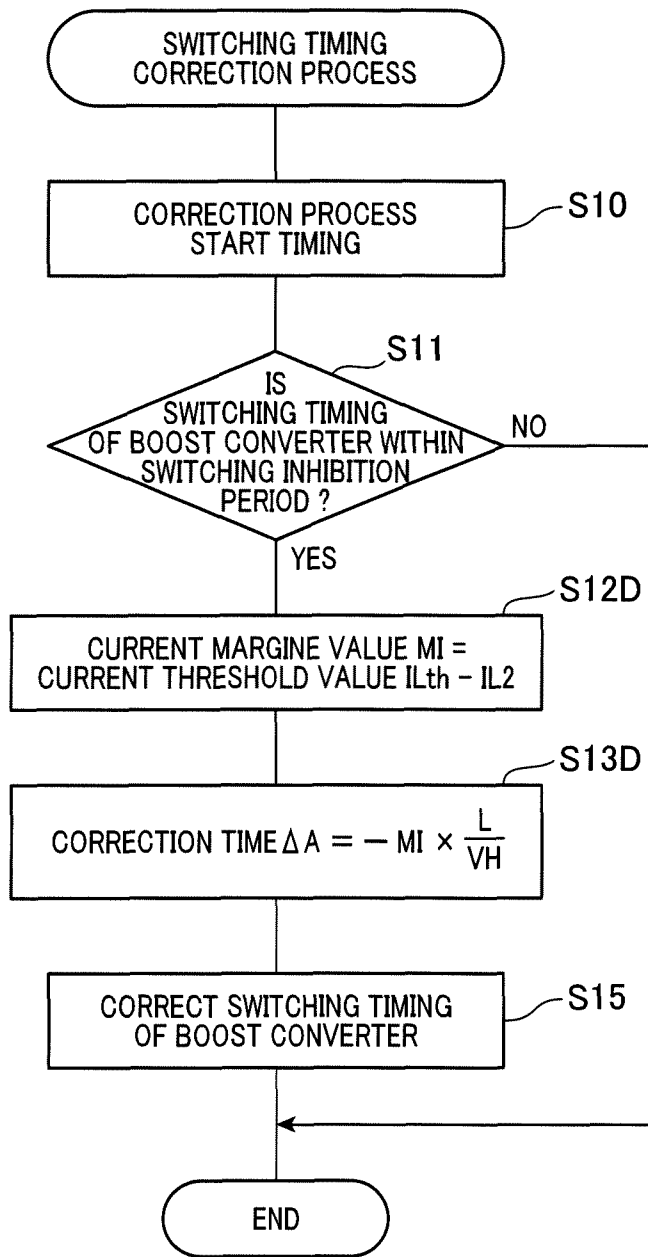 SWITCHING TIMING
CORRECTION PROCESS
CORRECTION PROCESS
START TIMING
S10
S11
IS
SWITCHING TIMING
OF BOOST CONVERTER WITHIN
SWITCHING INHIBITION
PERIOD ?
NO
YES
S12D
CURRENT MARGINE VALUE MI =
CURRENT THRESHOLD VALUE ILth - IL2
S13D
CORRECTION TIME Δ A = - MI × L/VH
S15
CORRECT SWITCHING TIMING
OF BOOST CONVERTER
END